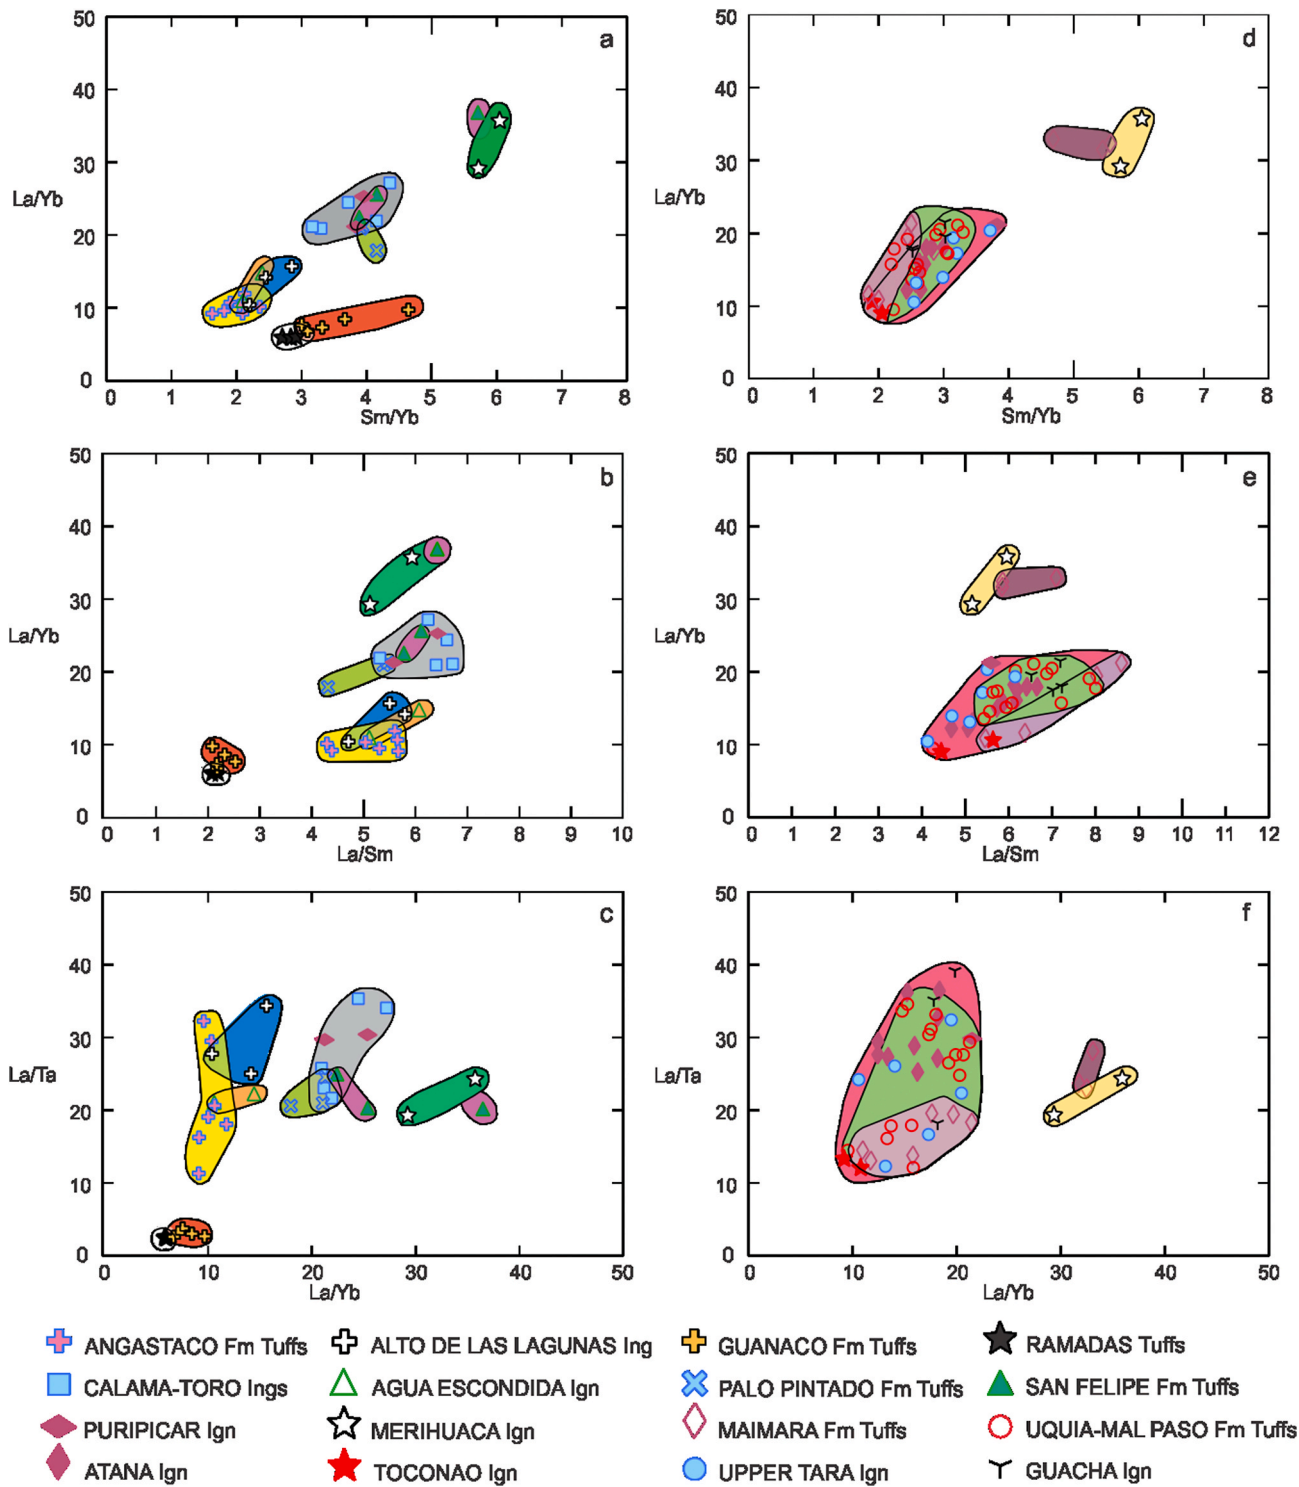 a
50
40
30
20
10
0
La/Yb
0 1 2 3 4 5 6 7 8
Sm/Yb
d
50
40
30
20
10
0
La/Yb
0 1 2 3 4 5 6 7 8
Sm/Yb
b
50
40
30
20
10
0
La/Yb
0 1 2 3 4 5 6 7 8 9 10
La/Sm
e
50
40
30
20
10
0
La/Yb
0 1 2 3 4 5 6 7 8 9 10 11 12
La/Sm
c
50
40
30
20
10
0
La/Ta
10 20 30 40 50
La/Yb
f
50
40
30
20
10
0
La/Ta
10 20 30 40 50
La/Yb
ANGASTACO Fm Tuffs ALTO DE LAS LAGUNAS Ing GUANACO Fm Tuffs RAMADAS Tuffs
CALAMA-TORO Ings AGUA ESCONDIDA Ign PALO PINTADO Fm Tuffs SAN FELIPE Fm Tuffs
PURIPICAR Ign MERIHUACA Ign MAIMARA Fm Tuffs UQUIA-MAL PASO Fm Tuffs
ATANA Ign TOCONAO Ign UPPER TARA Ign GUACHA Ign